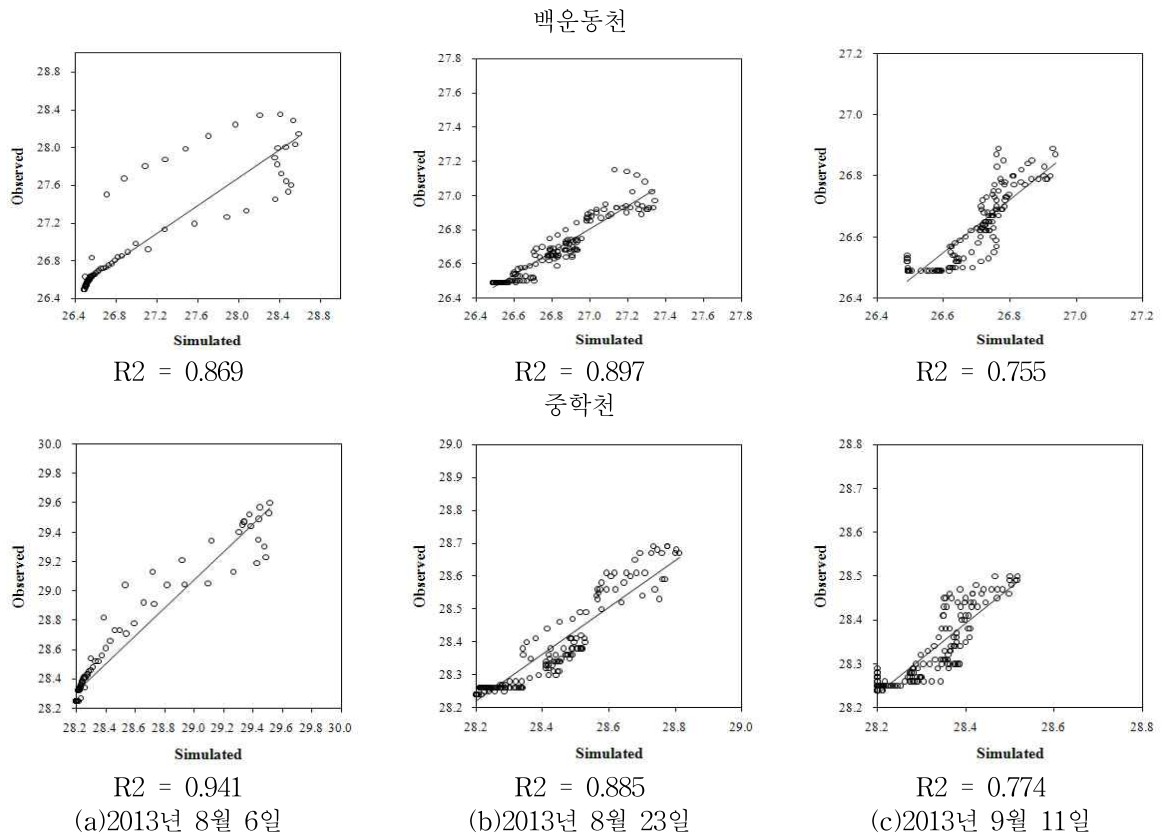 백운동천
28.8
28.4
28.0
27.6
27.2
26.8
26.4
Observed
26.4 26.8 27.2 27.6 28.0 28.4 28.8
Simulated
R2 = 0.869
27.8
27.6
27.4
27.2
27.0
26.8
26.6
26.4
Observed
26.4 26.6 26.8 27.0 27.2 27.4 27.6 27.8
Simulated
R2 = 0.897
27.2
27.0
26.8
26.6
26.4
Observed
26.4 26.6 26.8 27.0 27.2
Simulated
R2 = 0.755
중학천
30.0
29.8
29.6
29.4
29.2
29.0
28.8
28.6
28.4
28.2
Observed
28.2 28.4 28.6 28.8 29.0 29.2 29.4 29.6 29.8 30.0
Simulated
R2 = 0.941
(a)2013년 8월 6일
29.0
28.9
28.8
28.7
28.6
28.5
28.4
28.3
28.2
Observed
28.2 28.4 28.6 28.8 29.0
Simulated
R2 = 0.885
(b)2013년 8월 23일
28.8
28.7
28.6
28.5
28.4
28.3
28.2
Observed
28.2 28.4 28.6 28.8
Simulated
R2 = 0.774
(c)2013년 9월 11일